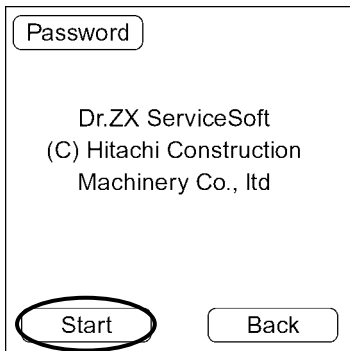 Password
Dr.ZX ServiceSoft
(C) Hitachi Construction
Machinery Co., ltd
Start
Back